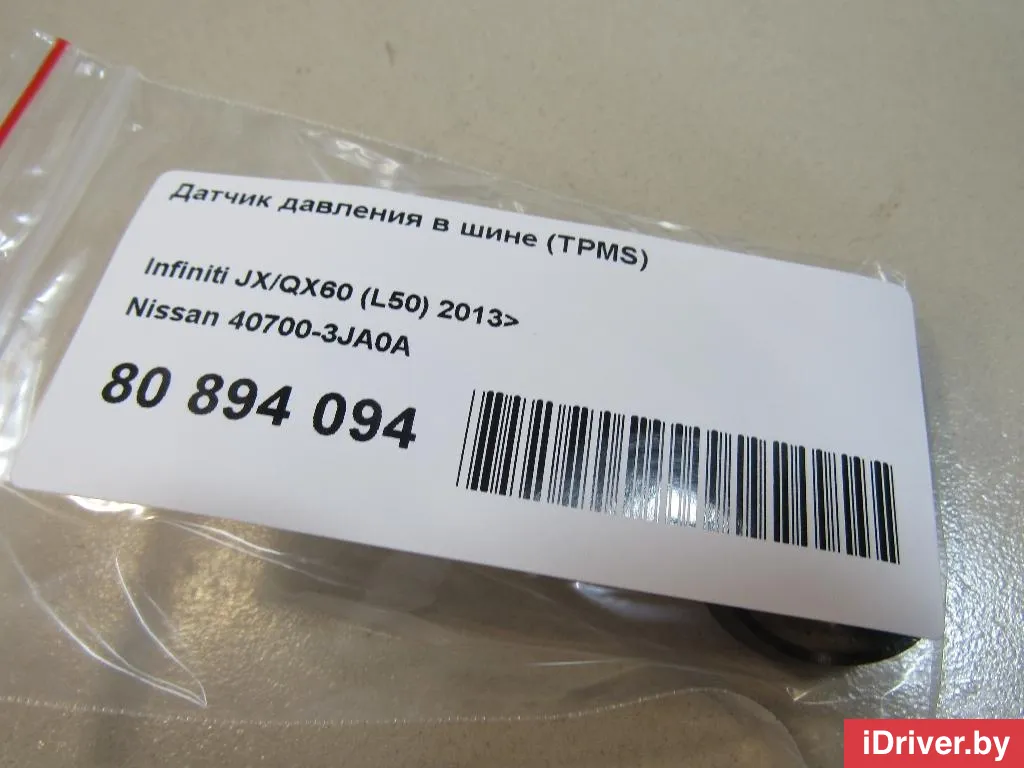 Датчик давления в шине (TPMS)
Infiniti JX/QX60 (L50) 2013>
Nissan 40700-3JA0A
80 894 094
iDriver.by